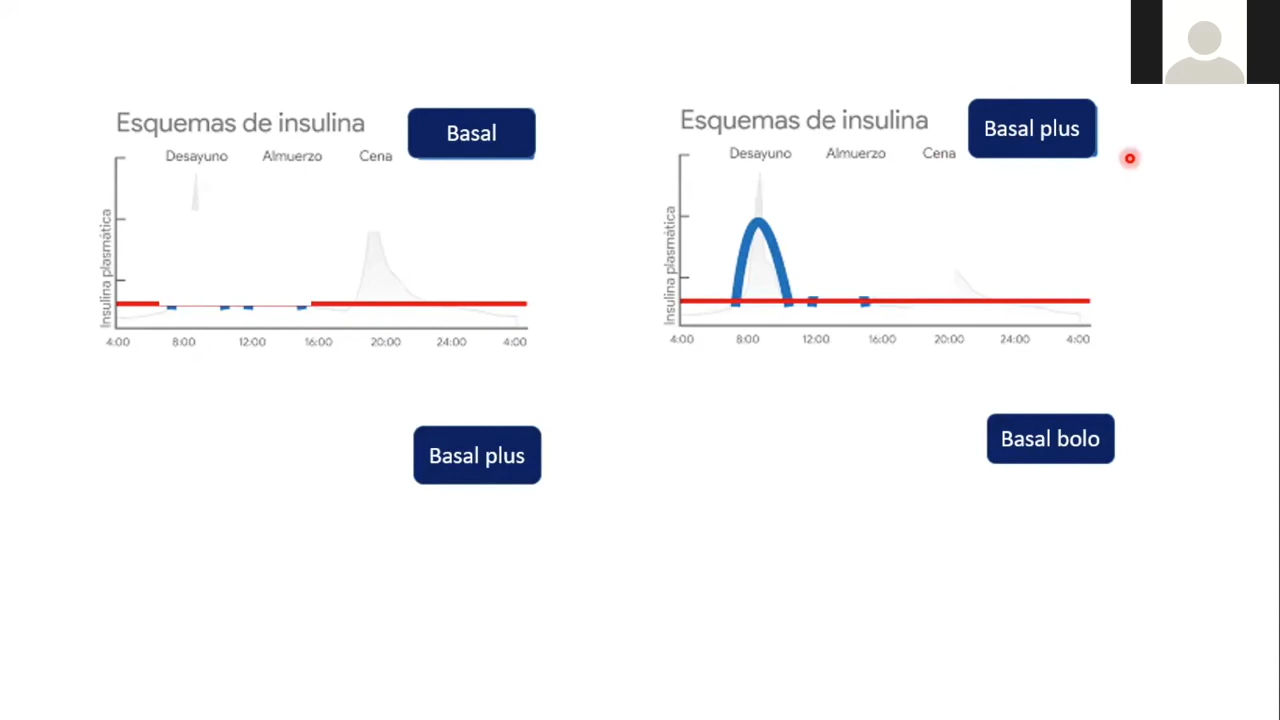 Esquemas de insulina
Basal
Desayuno Almuerzo Cena
Insulina plasmática
4:00 8:00 12:00 16:00 20:00 24:00 4:00
Esquemas de insulina
Basal plus
Desayuno Almuerzo Cena
Insulina plasmática
4:00 8:00 12:00 16:00 20:00 24:00 4:00
Basal plus
Basal bolo